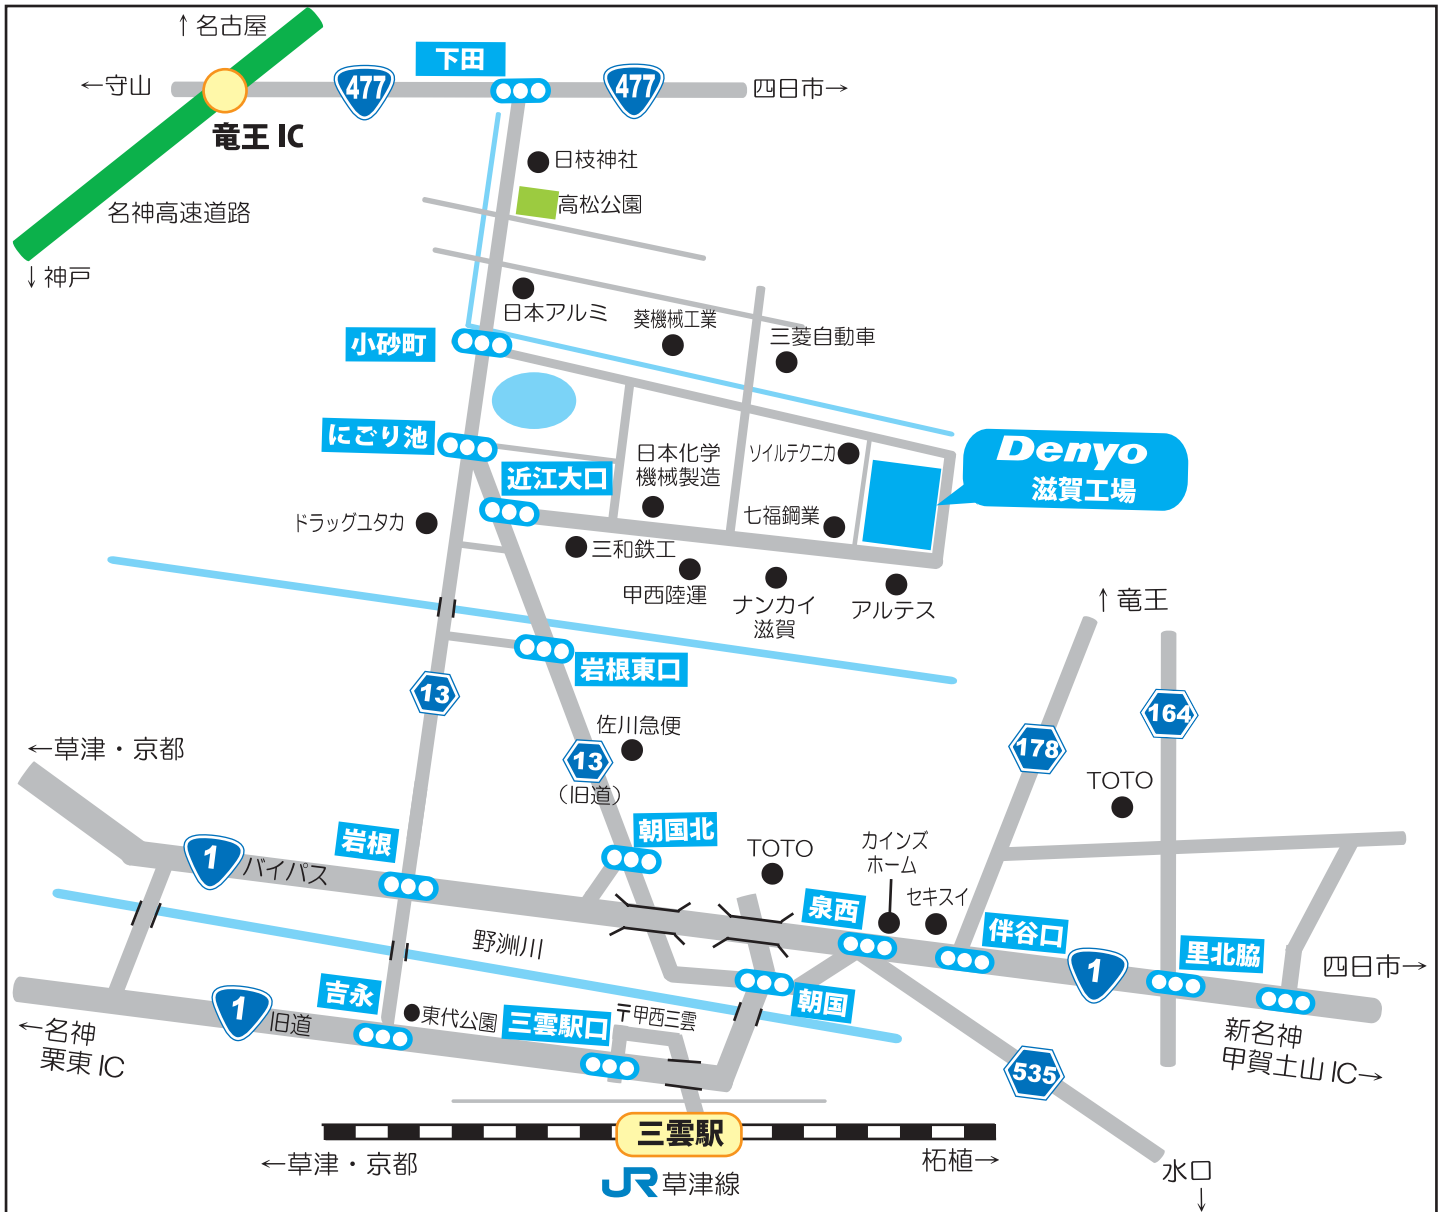 ↑名古屋
←守山
477
下田
477
四日市→
竜王 IC
日枝神社
高松公園
名神高速道路
↓神戸
日本アルミ
葵機械工業
三菱自動車
小砂町
にごり池
日本化学
機械製造
ソイルテクニカ
Denyo
滋賀工場
近江大口
七福鋼業
ドラッグユタカ
三和鉄工
甲西陸運
ナンカイ
滋賀
アルテス
↑竜王
岩根東口
13
佐川急便
13
(旧道)
178
164
←草津・京都
TOTO
朝国北
岩根
1
バイパス
TOTO
カインズ
ホーム
セキスイ
泉西
伴谷口
野洲川
里北脇
1
四日市→
吉永
1
旧道
東代公園
三雲駅口
〒甲西三雲
朝国
←名神
栗東 IC
新名神
甲賀土山 IC→
535
三雲駅
←草津・京都
柘植→
JR草津線
水口
↓